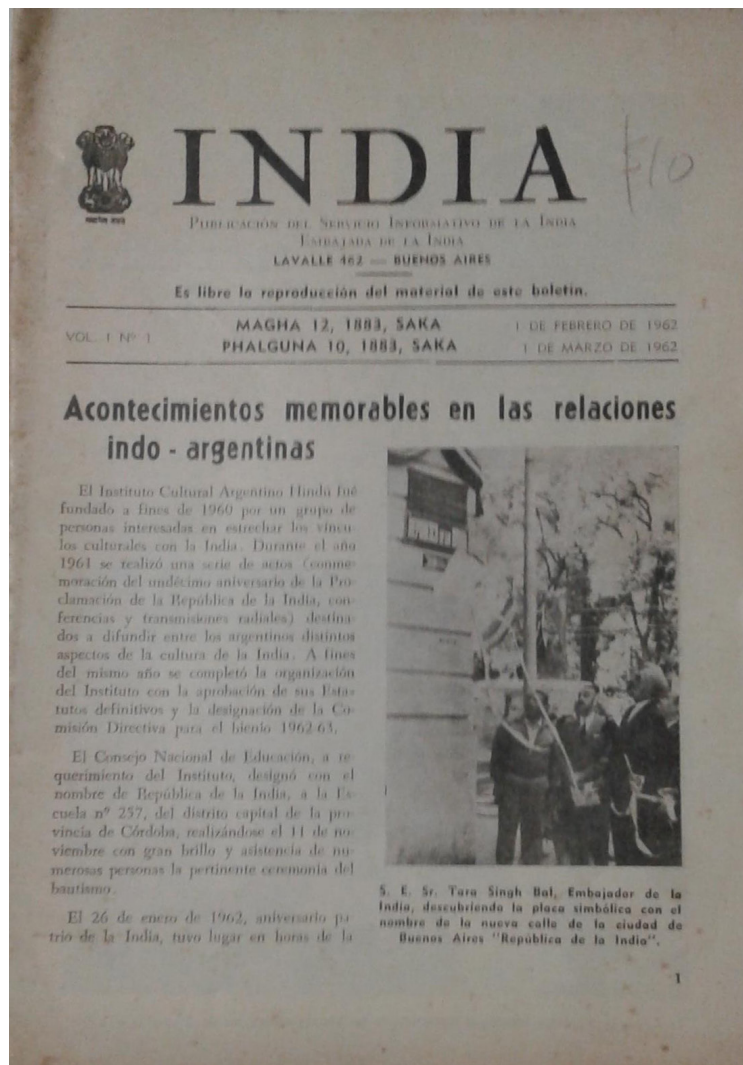 INDIA
$10
PUBLICACIÓN DEL SERVICIO INFORMATIVO DE LA INDIA
EMBAJADA DE LA INDIA
LAVALLE 462 — BUENOS AIRES
Es libre la reproducción del material de este boletín.
VOL. I Nº 1
MAGHA 12, 1883, SAKA
PHALGUNA 10, 1883, SAKA
1 DE FEBRERO DE 1962
1 DE MARZO DE 1962
Acontecimientos memorables en las relaciones
indo - argentinas
El Instituto Cultural Argentino Hindú fué
fundado a fines de 1960 por un grupo de
personas interesadas en estrechar los víncu-
los culturales con la India. Durante el año
1961 se realizó una serie de actos (conme-
moración del undécimo aniversario de la Pro-
clamación de la República de la India, con-
ferencias y transmisiones radiales) destina-
dos a difundir entre los argentinos distintos
aspectos de la cultura de la India. A fines
del mismo año se completó la organización
del Instituto con la aprobación de sus Esta-
tutos definitivos y la designación de la Co-
misión Directiva para el bienio 1962-63.
El Consejo Nacional de Educación, a re-
querimiento del Instituto, designó con el
nombre de República de la India, a la Es-
cuela nº 257, del distrito capital de la pro-
vincia de Córdoba, realizándose el 11 de no-
viembre con gran brillo y asistencia de nu-
merosas personas la pertinente ceremonia del
bautismo.
El 26 de enero de 1962, aniversario pa-
trio de la India, tuvo lugar en horas de la
S. E. Sr. Tara Singh Bal, Embajador de la
India, descubriendo la placa simbólica con el
nombre de la nueva calle de la ciudad de
Buenos Aires "República de la India".
1